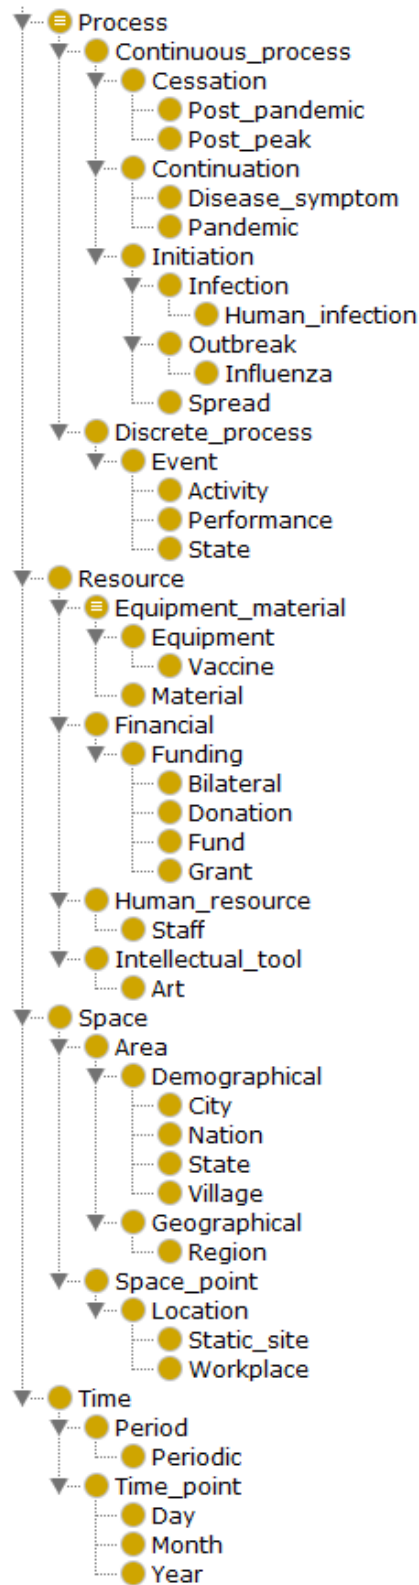 Process
Continuous_process
Cessation
Post_pandemic
Post_peak
Continuation
Disease_symptom
Pandemic
Initiation
Infection
Human_infection
Outbreak
Influenza
Spread
Discrete_process
Event
Activity
Performance
State
Resource
Equipment_material
Equipment
Vaccine
Material
Financial
Funding
Bilateral
Donation
Fund
Grant
Human_resource
Staff
Intellectual_tool
Art
Space
Area
Demographical
City
Nation
State
Village
Geographical
Region
Space_point
Location
Static_site
Workplace
Time
Period
Periodic
Time_point
Day
Month
Year